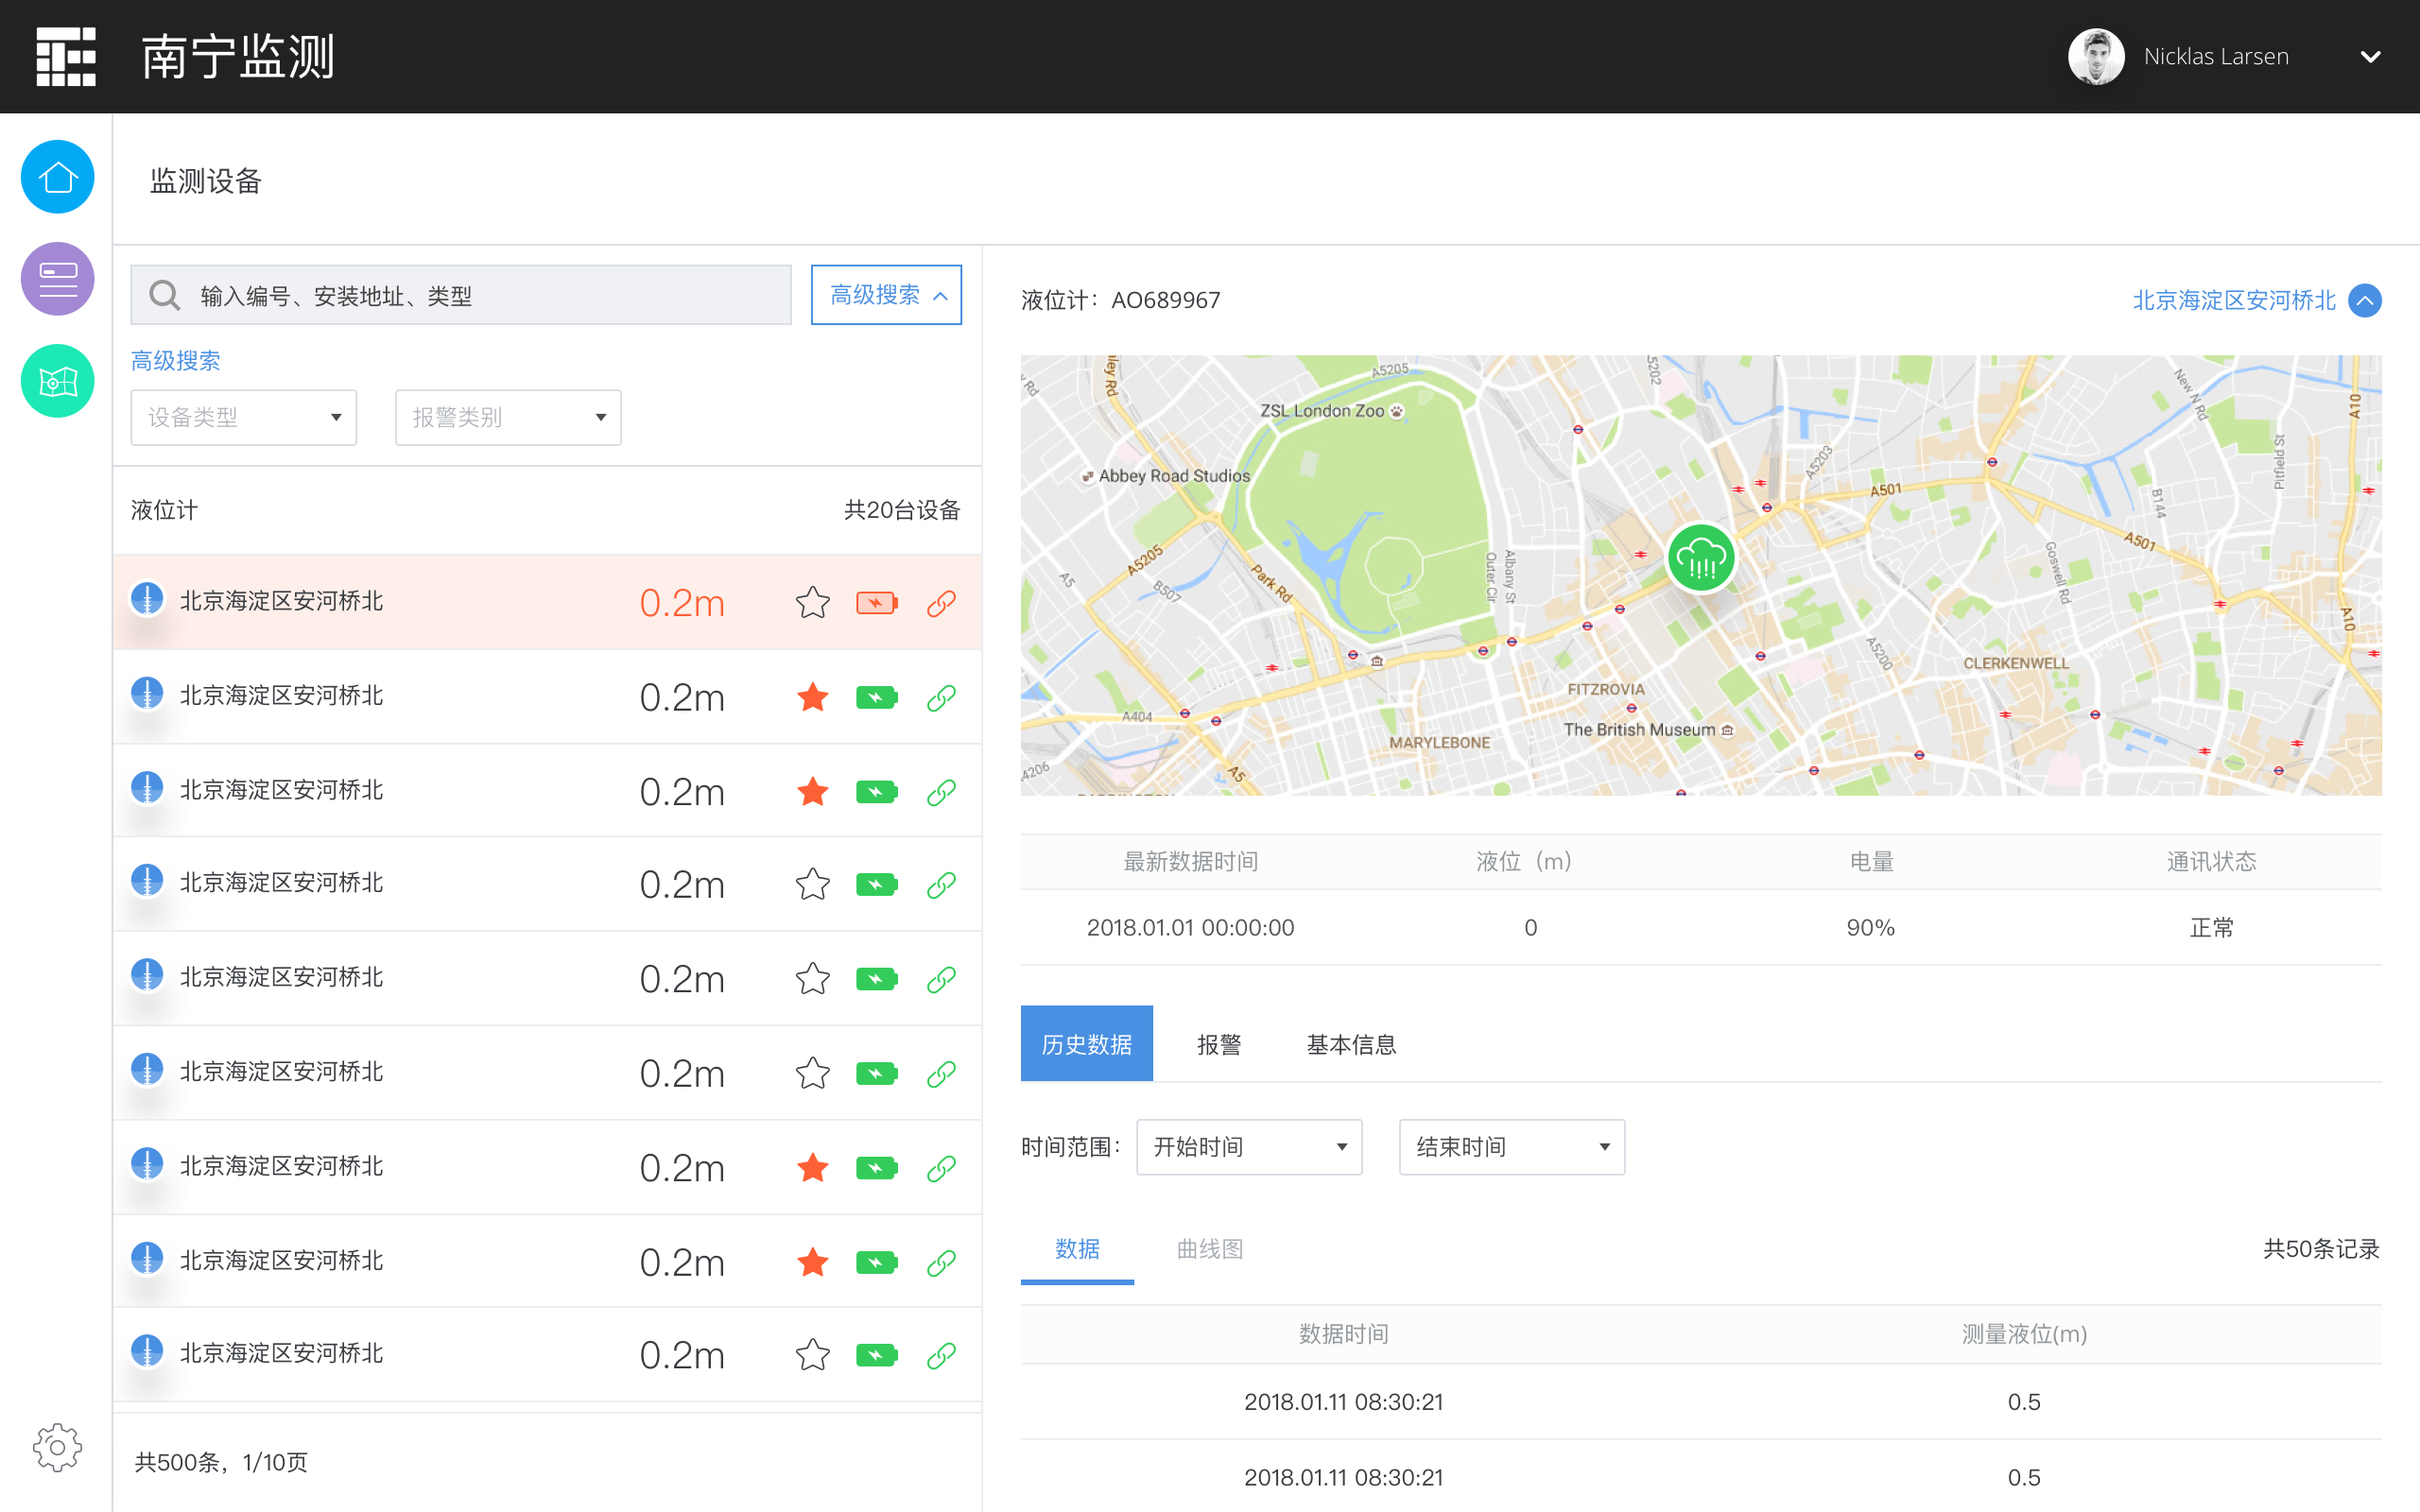 南宁监测
Nicklas Larsen
监测设备
输入编号、安装地址、类型
高级搜索
高级搜索
设备类型
报警类别
液位计
共20台设备
北京海淀区安河桥北 0.2m
北京海淀区安河桥北 0.2m
北京海淀区安河桥北 0.2m
北京海淀区安河桥北 0.2m
北京海淀区安河桥北 0.2m
北京海淀区安河桥北 0.2m
北京海淀区安河桥北 0.2m
北京海淀区安河桥北 0.2m
北京海淀区安河桥北 0.2m
共500条，1/10页
液位计：AO689967
北京海淀区安河桥北
A5205
5202
New N Rd
A10
ZSL London Zoo
Pitfield St
Abbey Road Studios
A5203
A501
B144
A501
A5205
A5
B507
Park Rd
Outer Cir
Albany St
Goswell Rd
A10
A5200
CLERKENWELL
FITZROVIA
A404
The British Museum
MARYLEBONE
A5
4206
最新数据时间 液位（m） 电量 通讯状态
2018.01.01 00:00:00 0 90% 正常
历史数据 报警 基本信息
时间范围：
开始时间
结束时间
数据 曲线图
共50条记录
数据时间 测量液位(m)
2018.01.11 08:30:21 0.5
2018.01.11 08:30:21 0.5